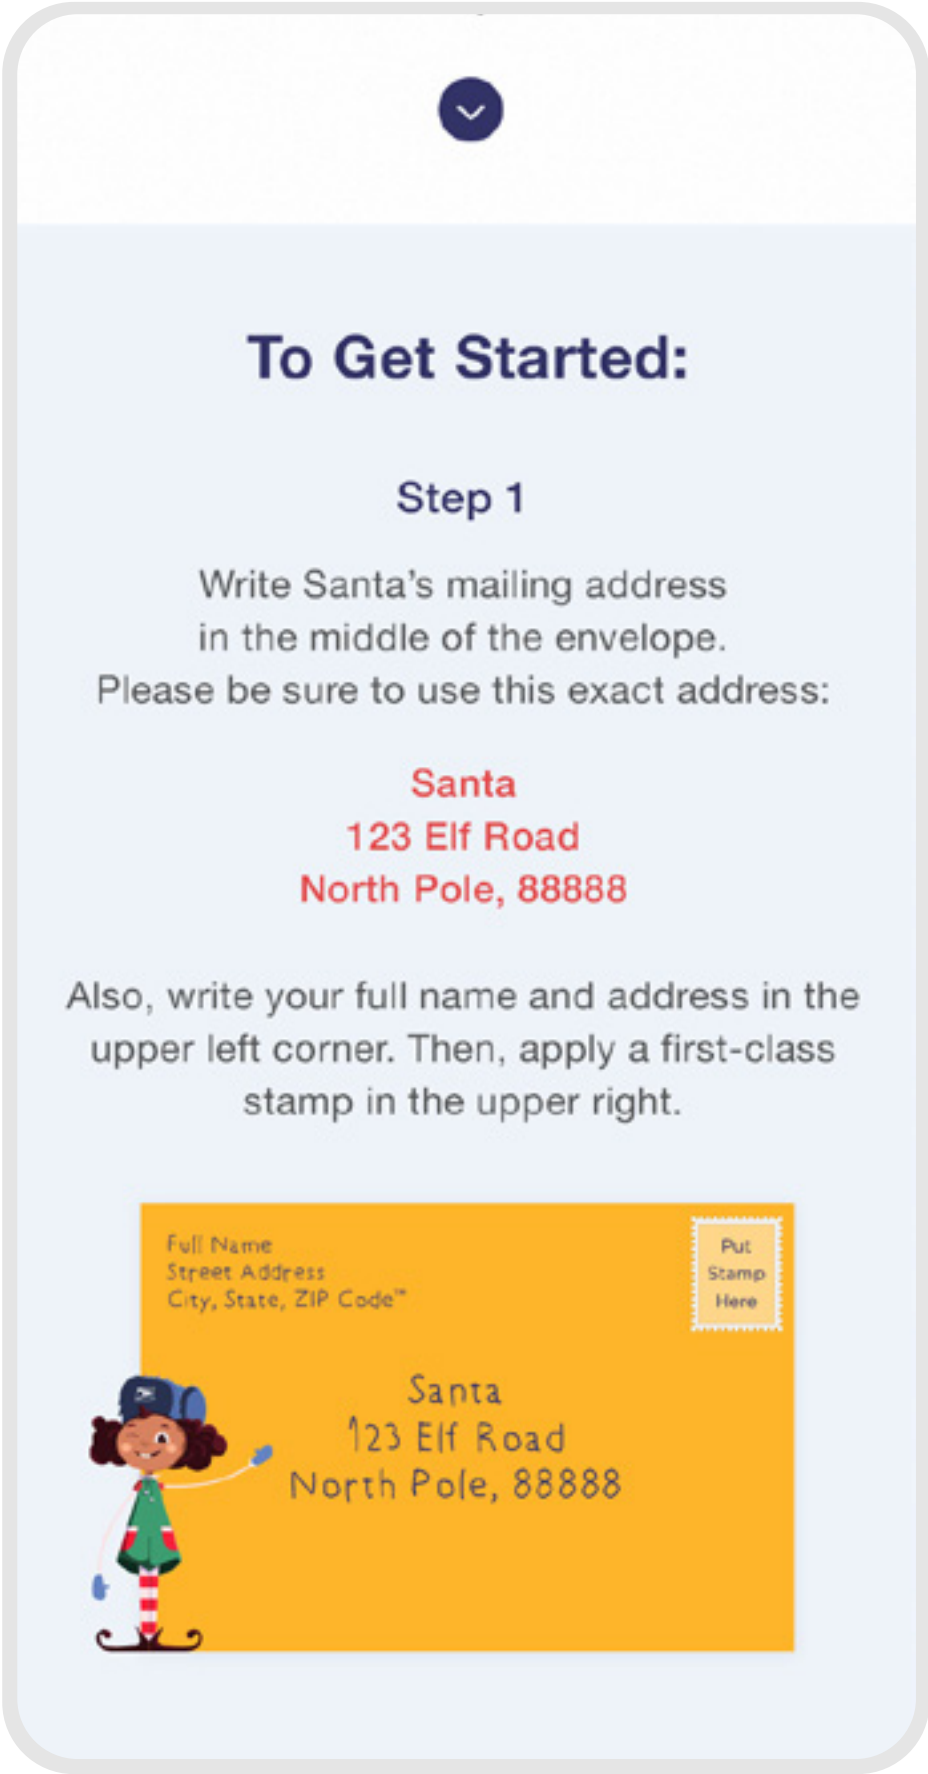 To Get Started:
Step 1
Write Santa’s mailing address
in the middle of the envelope.
Please be sure to use this exact address:
Santa
123 Elf Road
North Pole, 88888
Also, write your full name and address in the
upper left corner. Then, apply a first-class
stamp in the upper right.
Full Name
Street Address
City, State, ZIP Code™
Put
Stamp
Here
Santa
123 Elf Road
North Pole, 88888